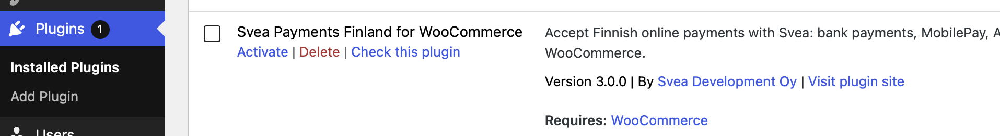 Plugins 1
Installed Plugins
Add Plugin
Users
Svea Payments Finland for WooCommerce
Activate | Delete | Check this plugin
Accept Finnish online payments with Svea: bank payments, MobilePay,
WooCommerce.
Version 3.0.0 | By Svea Development Oy | Visit plugin site
Requires: WooCommerce